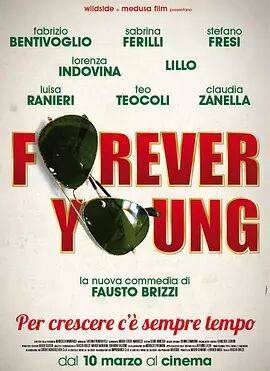 wildside e medusa film presentano
fabrizio sabrina stefano
BENTIVOGLIO FERILLI FRESI
lorenza
INDOVINA LILLO
luisa teo claudia
RANIERI TEOCOLI ZANELLA
FOREVER
YOUNG
la nuova commedia di
FAUSTO BRIZZI
Per crescere c'è sempre tempo
dal 10 marzo al cinema